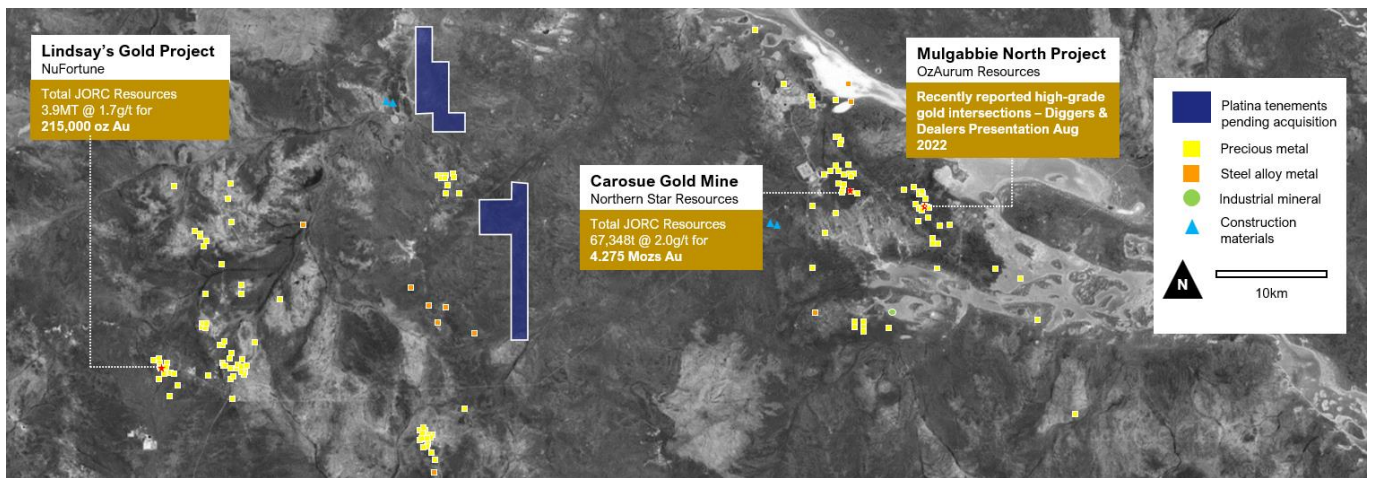 Lindsay's Gold Project
NuFortune
Total JORC Resources
3.9MT @ 1.7g/t for
215,000 oz Au
Carosue Gold Mine
Northern Star Resources
Total JORC Resources
67,348t @ 2.0g/t for
4.275 Mozs Au
Mulgabbie North Project
OzAurum Resources
Recently reported high-grade
gold intersections – Diggers &
Dealers Presentation Aug
2022
Platina tenements
pending acquisition
Precious metal
Steel alloy metal
Industrial mineral
Construction
materials
N
10km